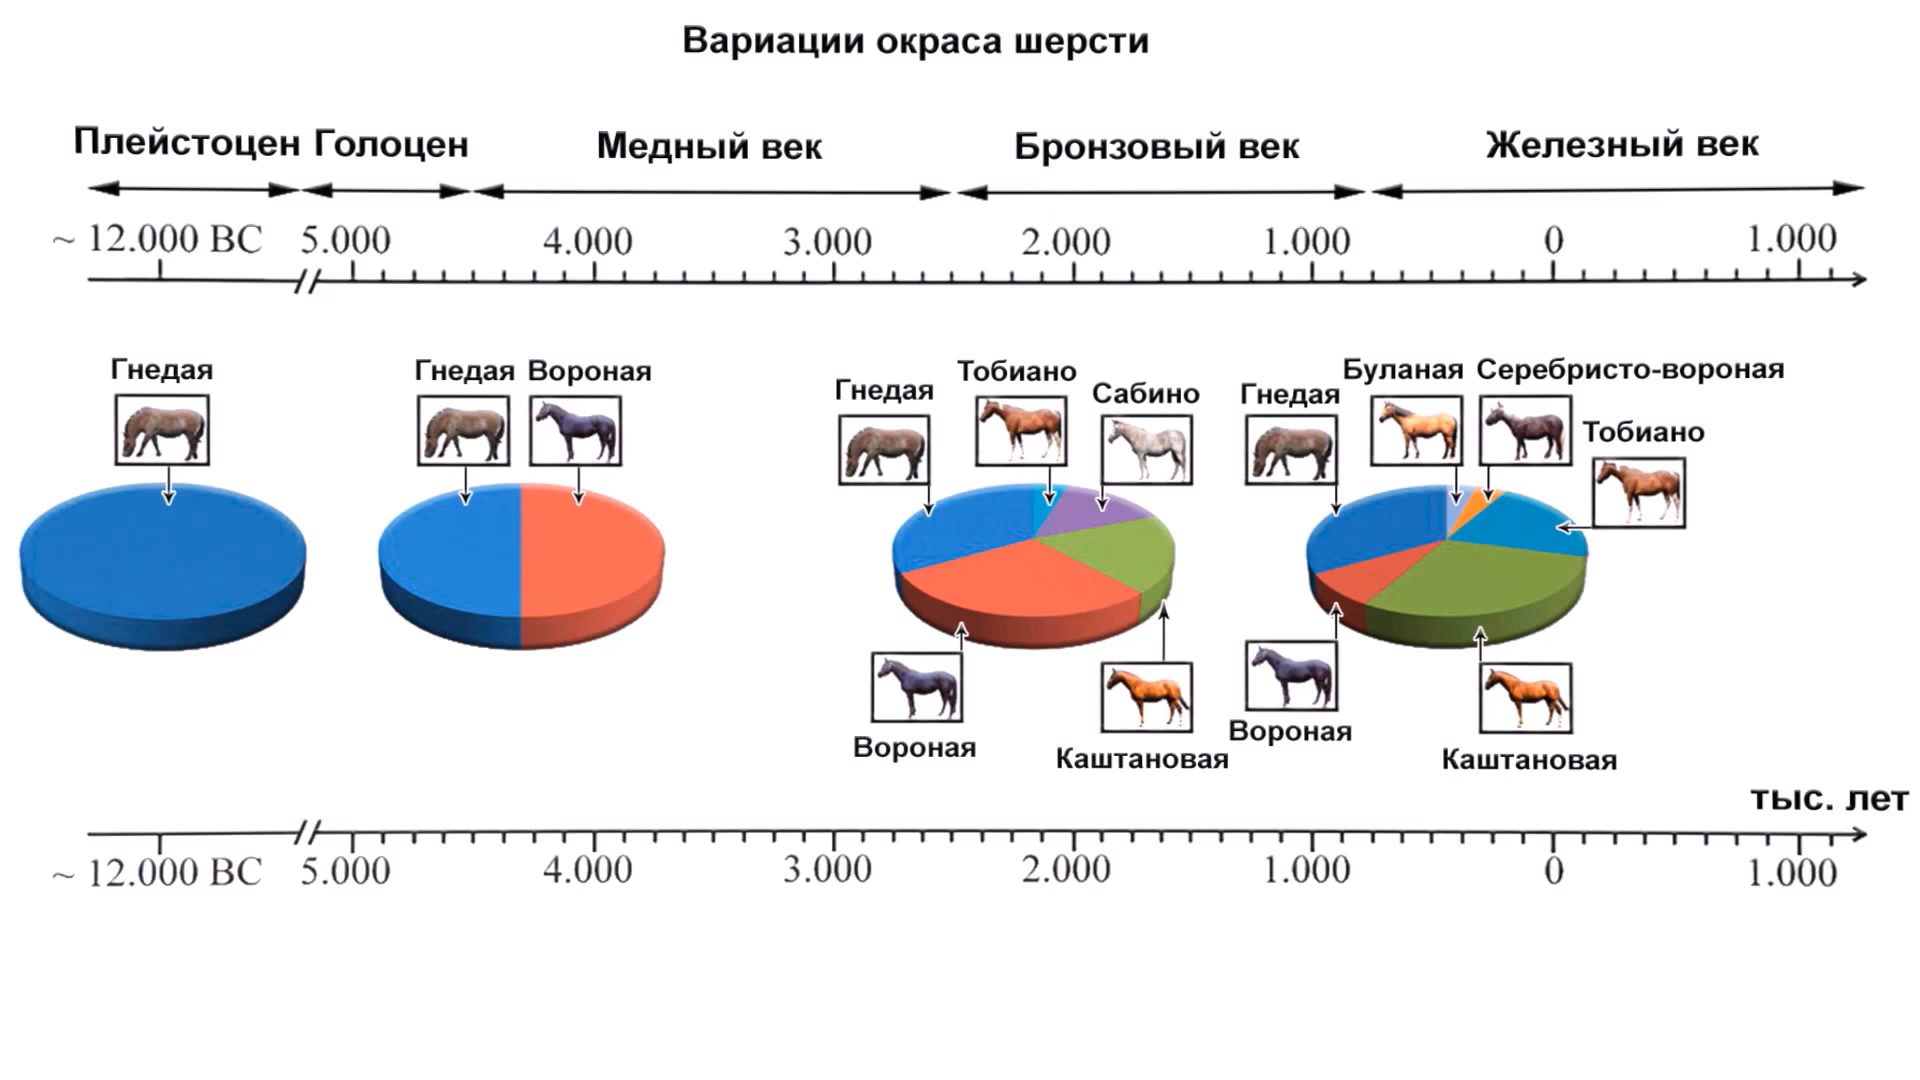 Вариации окраса шерсти
Плейстоцен Голоцен Медный век Бронзовый век Железный век
~ 12.000 BC 5.000 4.000 3.000 2.000 1.000 0 1.000
Гнедая Гнедая Вороная Гнедая Тобиано Сабино Гнедая Буланая Серебристо-вороная
Тобиано
Вороная Каштановая Вороная Каштановая
тыс. лет
~ 12.000 BC 5.000 4.000 3.000 2.000 1.000 0 1.000